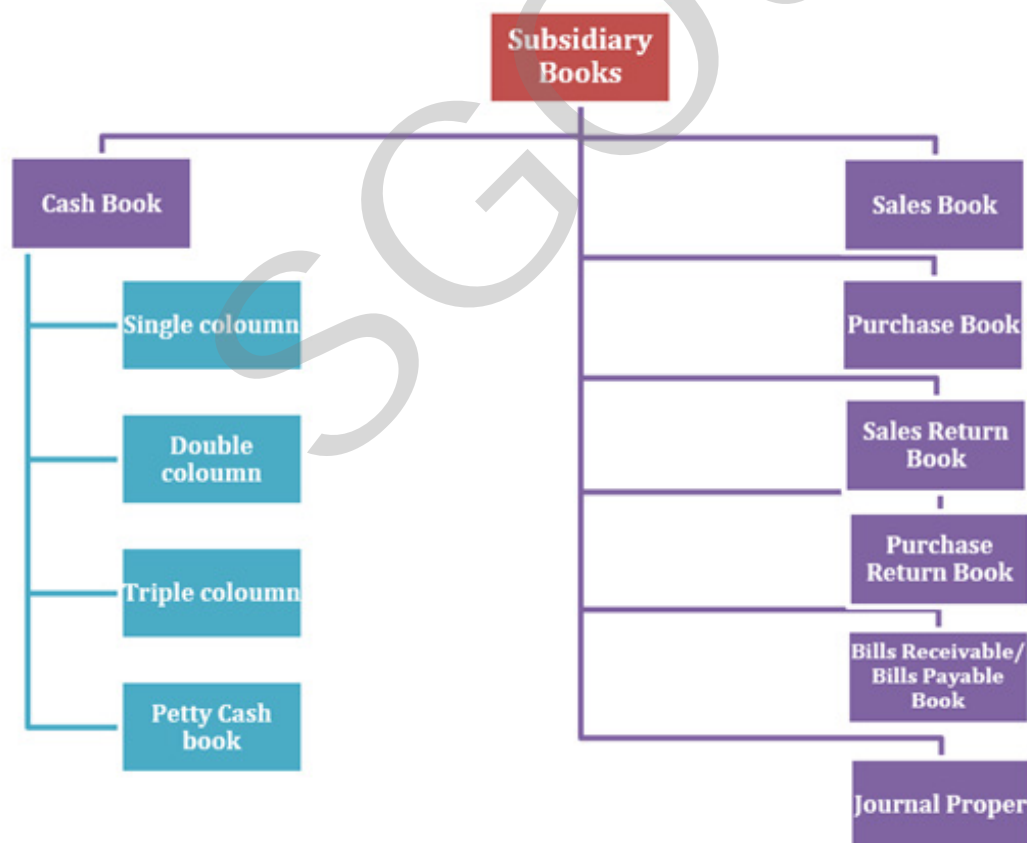 Subsidiary
Books
Cash Book
Single coloumn
Double
coloumn
Triple coloumn
Petty Cash
book
Sales Book
Purchase Book
Sales Return
Book
Purchase
Return Book
Bills Receivable/
Bills Payable
Book
Journal Proper